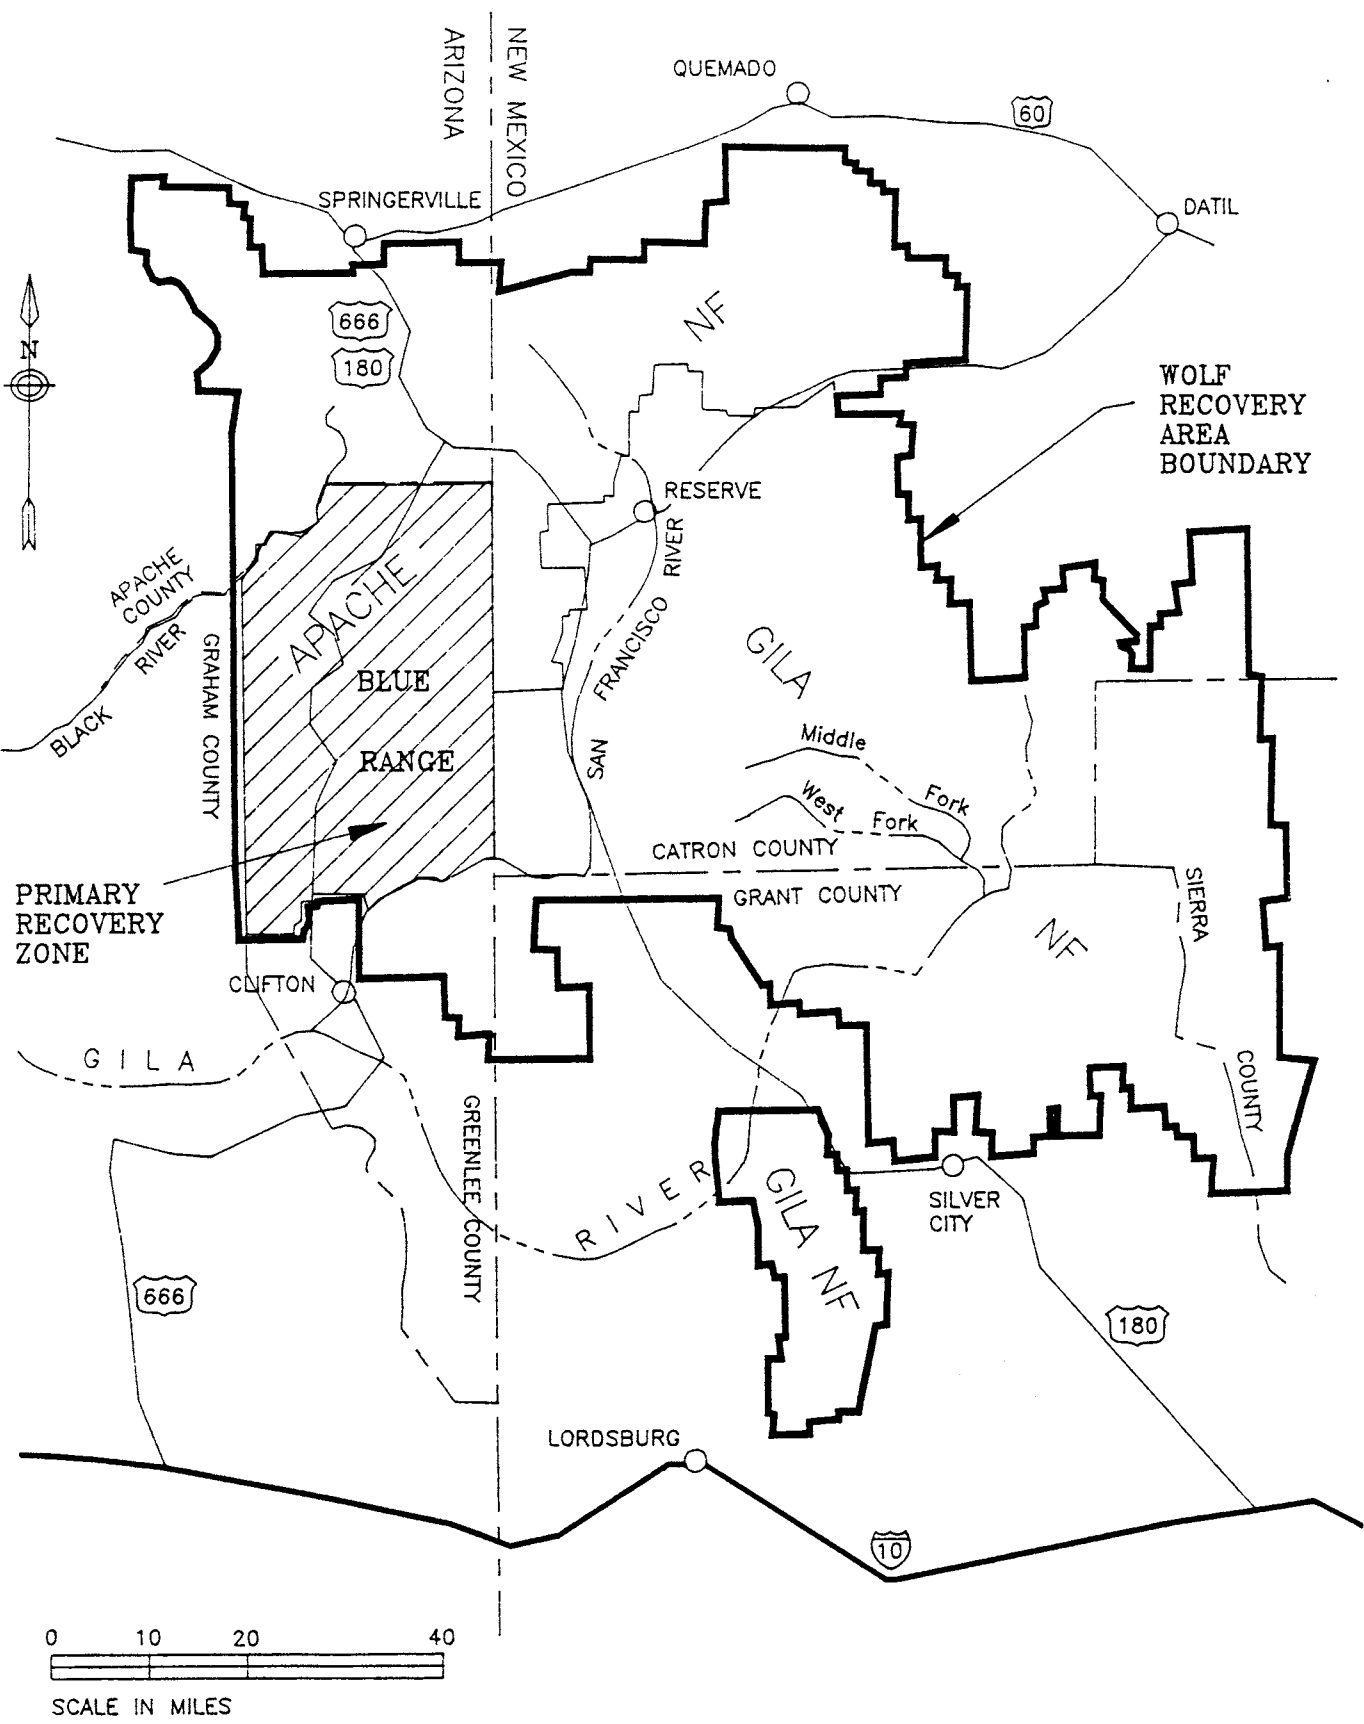 ARIZONA
NEW MEXICO
QUEMADO
60
SPRINGERVILLE
DATIL
N
666
180
NF
WOLF
RECOVERY
AREA
BOUNDARY
RESERVE
APACHE
COUNTY
BLACK RIVER
GRAHAM COUNTY
APACHE
BLUE
RANGE
SAN FRANCISCO RIVER
GILA
Middle Fork
West Fork
CATRON COUNTY
GRANT COUNTY
PRIMARY
RECOVERY
ZONE
NF
SIERRA COUNTY
CLIFTON
GILA RIVER
GREENLEE COUNTY
GILA
NF
SILVER
CITY
666
180
LORDSBURG
10
0 10 20 40
SCALE IN MILES